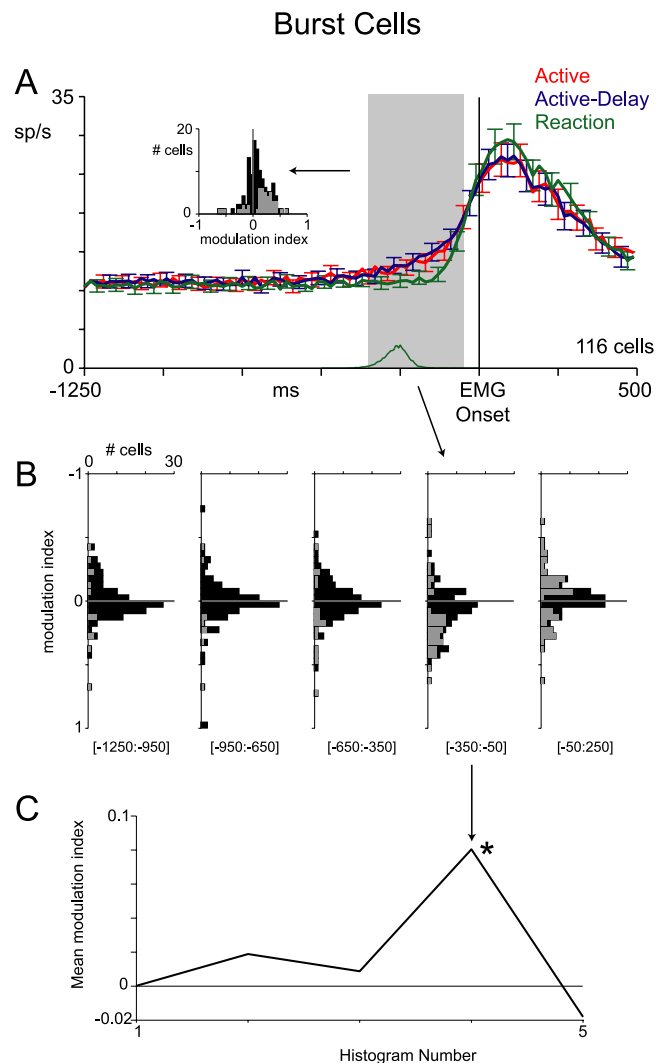 Burst Cells
A
35
sp/s
Active
Active-Delay
Reaction
20
# cells
0
-1 0 1
modulation index
116 cells
0
-1250 ms EMG 500
Onset
B
# cells
0 30
-1
modulation index
0
1
[-1250:-950] [-950:-650] [-650:-350] [-350:-50] [-50:250]
C
0.1
Mean modulation index
*
0
-0.02
1 5
Histogram Number